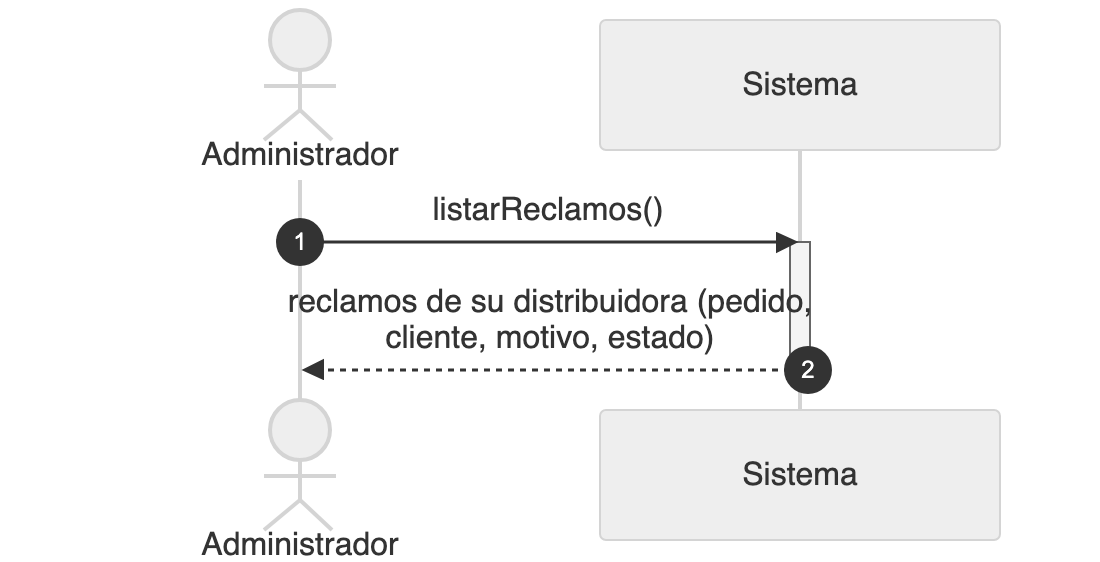 Sistema
Administrador
listarReclamos()
1
reclamos de su distribuidora (pedido,
cliente, motivo, estado)
2
Sistema
Administrador